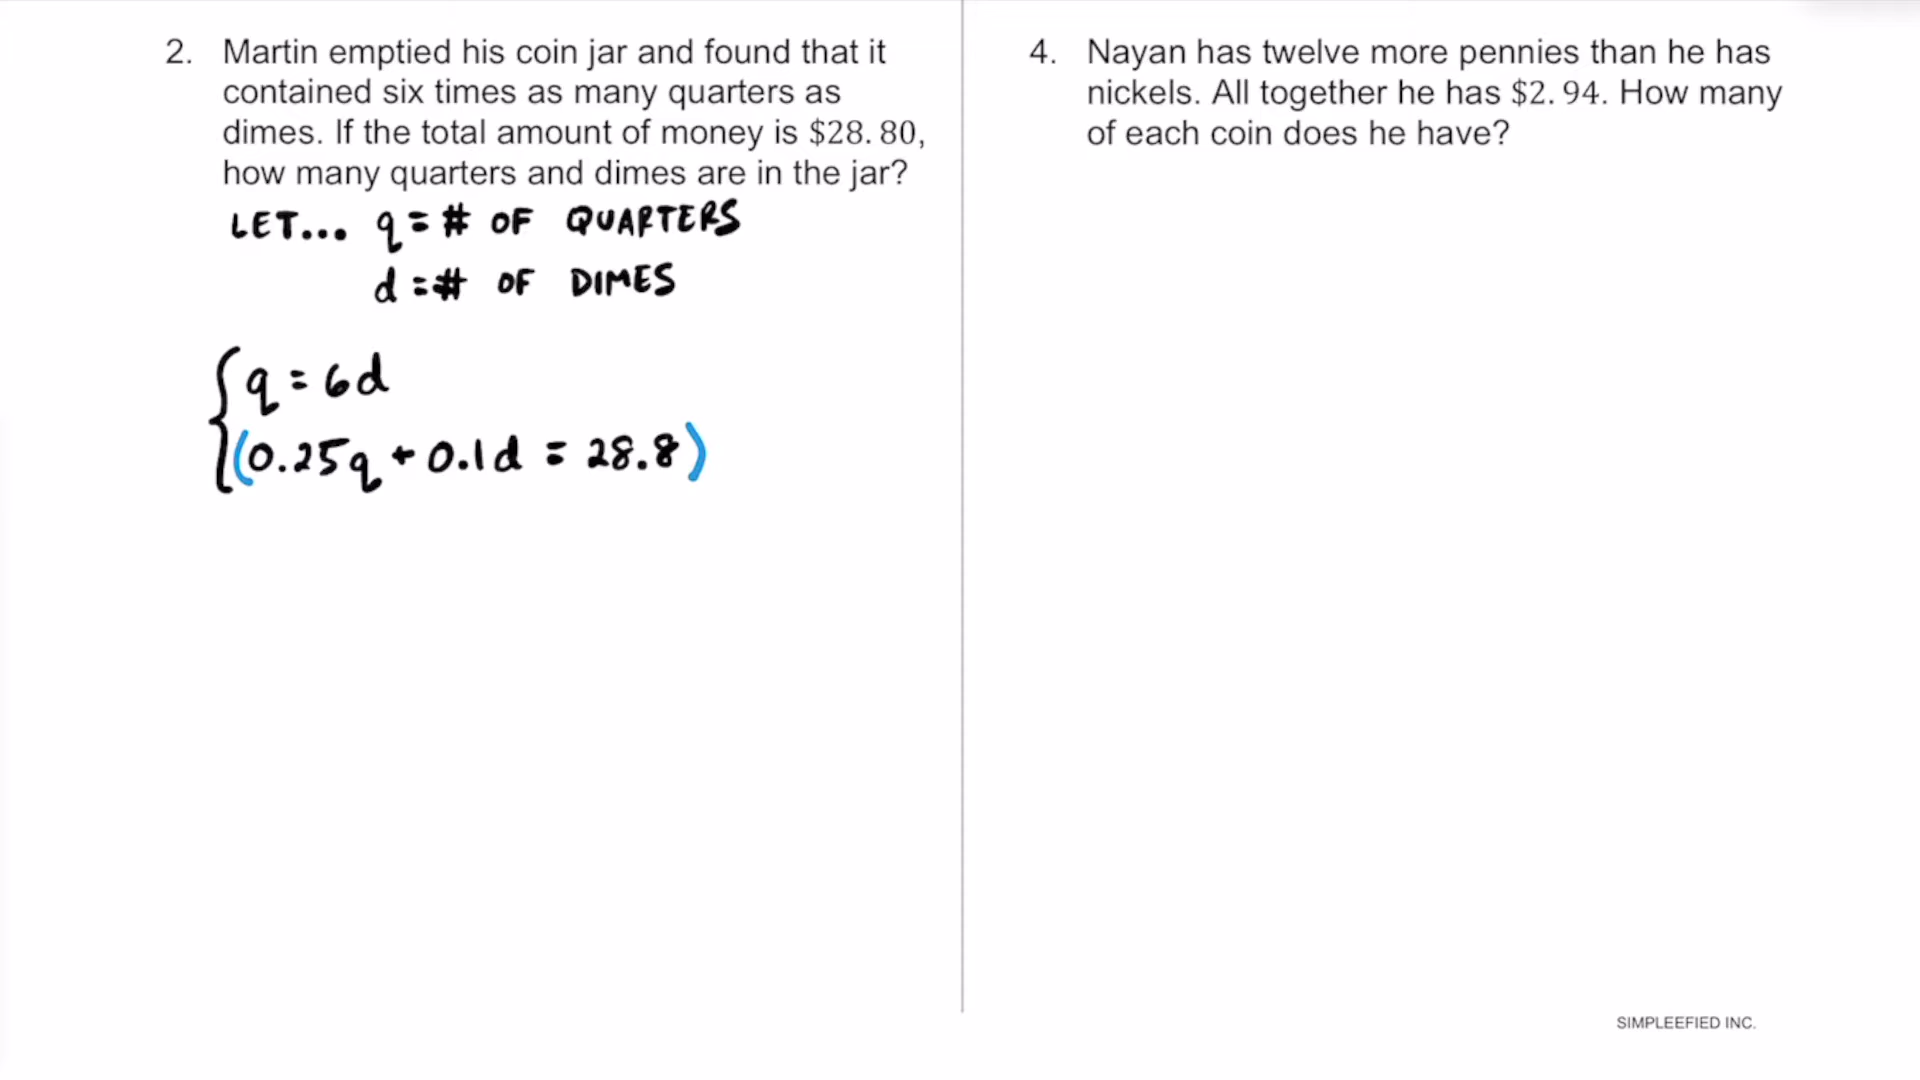 2. Martin emptied his coin jar and found that it
contained six times as many quarters as
dimes. If the total amount of money is $28.80,
how many quarters and dimes are in the jar?
LET... q = # OF QUARTERS
d = # OF DIMES
q = 6d
(0.25q + 0.1d = 28.8)
4. Nayan has twelve more pennies than he has
nickels. All together he has $2.94. How many
of each coin does he have?
SIMPLEEFIED INC.